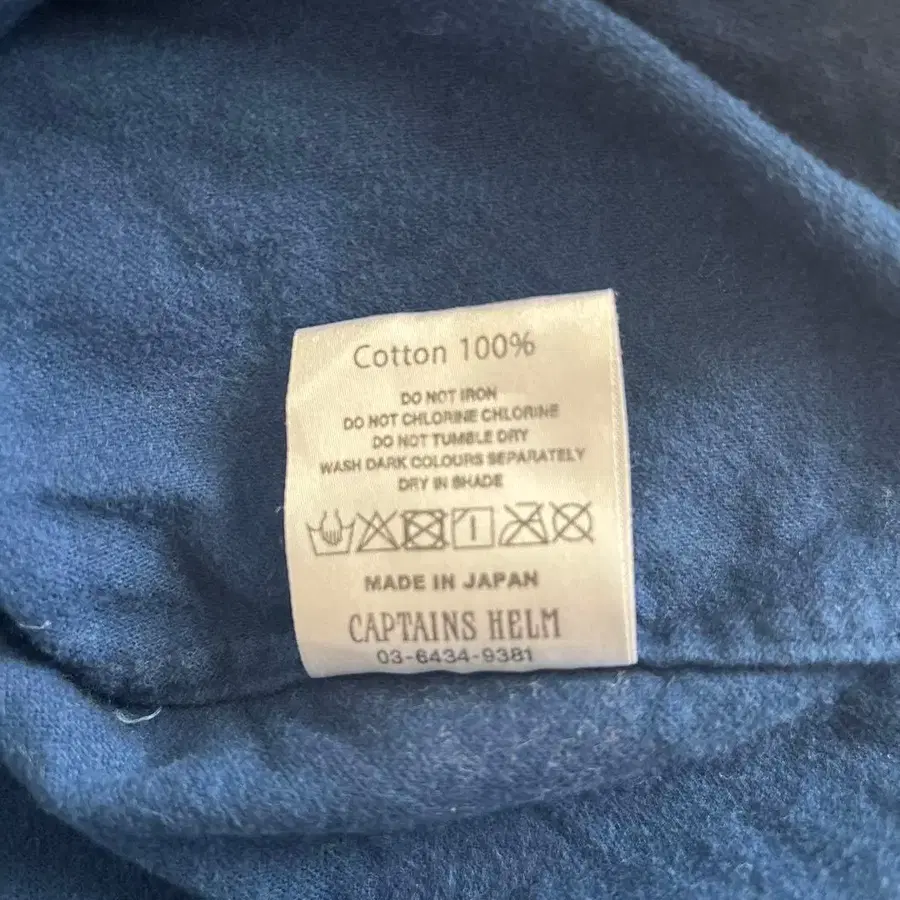 Cotton 100%
DO NOT IRON
DO NOT CHLORINE CHLORINE
DO NOT TUMBLE DRY
WASH DARK COLOURS SEPARATELY
DRY IN SHADE
MADE IN JAPAN
CAPTAINS HELM
03-6434-9381